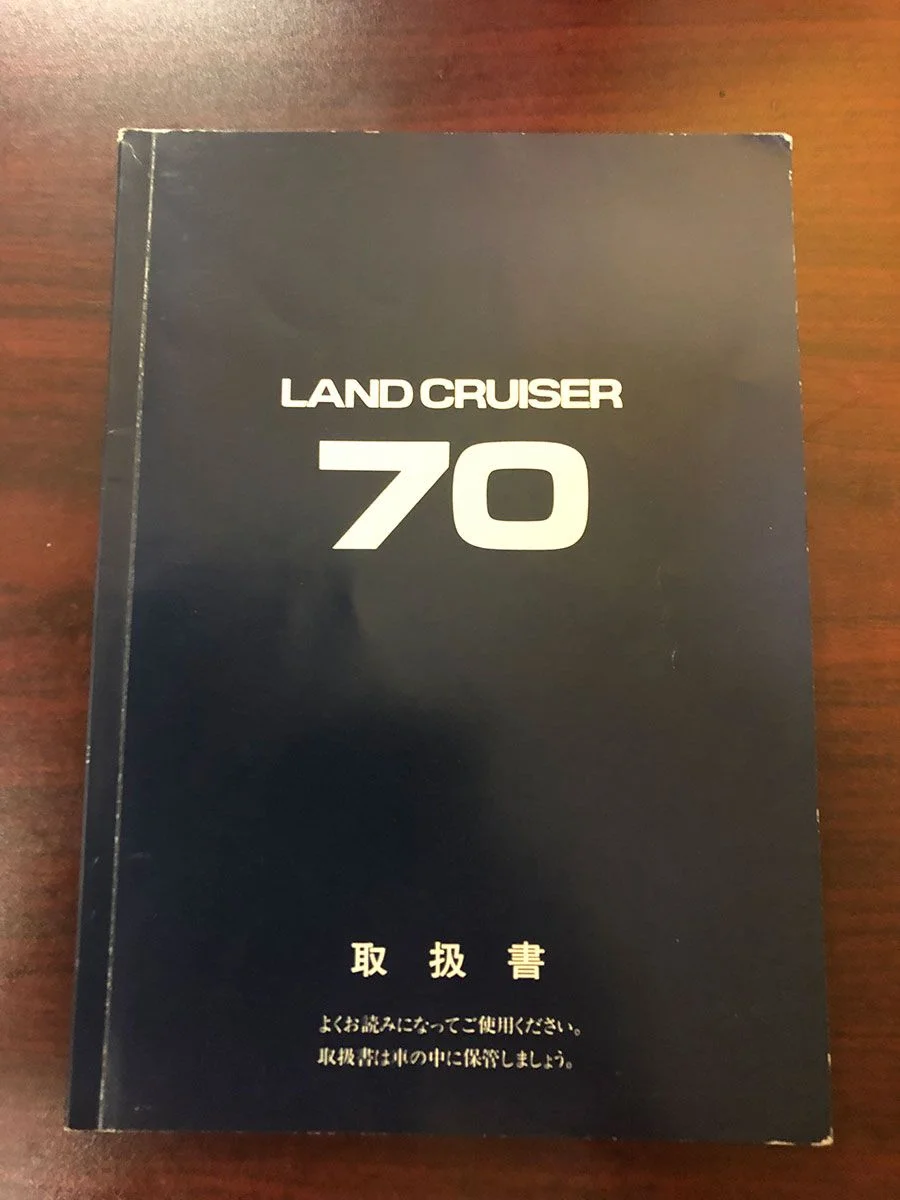 LAND CRUISER
70
取扱書
よくお読みになってご使用ください。
取扱書は車の中に保管しましょう。